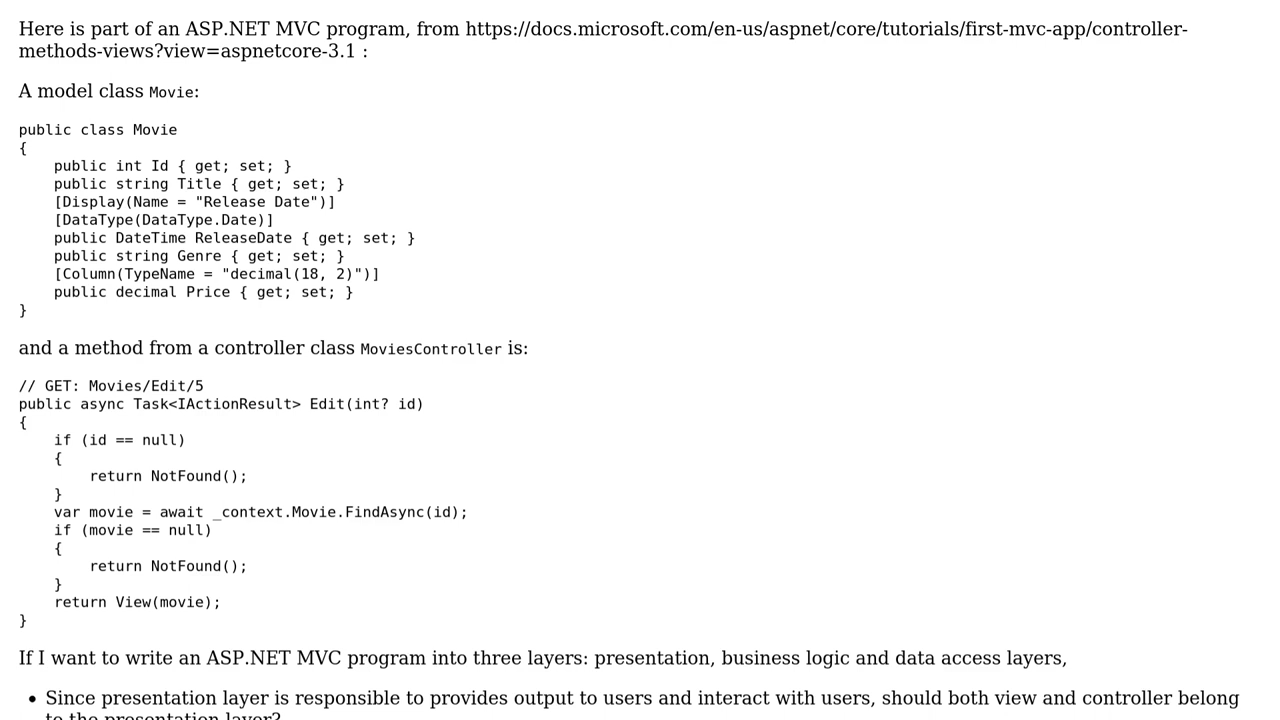 Here is part of an ASP.NET MVC program, from https://docs.microsoft.com/en-us/aspnet/core/tutorials/first-mvc-app/controller-
methods-views?view=aspnetcore-3.1 :
A model class Movie:
public class Movie
{
    public int Id { get; set; }
    public string Title { get; set; }
    [Display(Name = "Release Date")]
    [DataType(DataType.Date)]
    public DateTime ReleaseDate { get; set; }
    public string Genre { get; set; }
    [Column(TypeName = "decimal(18, 2)")]
    public decimal Price { get; set; }
}
and a method from a controller class MoviesController is:
// GET: Movies/Edit/5
public async Task<IActionResult> Edit(int? id)
{
    if (id == null)
    {
        return NotFound();
    }
    var movie = await _context.Movie.FindAsync(id);
    if (movie == null)
    {
        return NotFound();
    }
    return View(movie);
}
If I want to write an ASP.NET MVC program into three layers: presentation, business logic and data access layers,
• Since presentation layer is responsible to provides output to users and interact with users, should both view and controller belong
to the presentation layer?